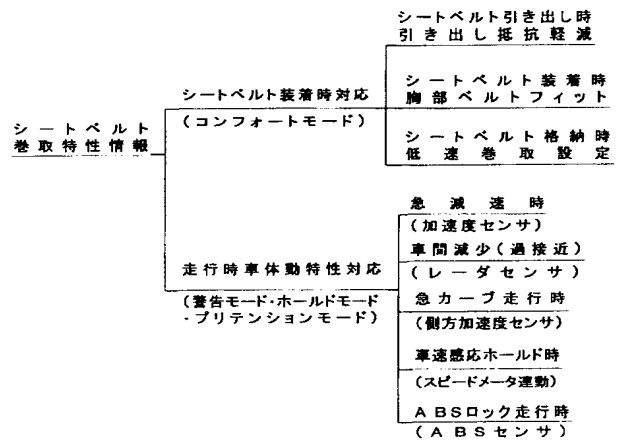 シートベルト
巻取特性情報
シートベルト装着時対応
(コンフォートモード)
シートベルト引き出し時
引き出し抵抗軽減
シートベルト装着時
胸部ベルトフィット
シートベルト格納時
低速巻取設定
走行時車体動特性対応
(警告モード・ホールドモード
・プリテンションモード)
急減速時
(加速度センサ)
車間減少(過接近)
(レーダセンサ)
急カーブ走行時
(側方加速度センサ)
車速感応ホールド時
(スピードメータ連動)
ABSロック走行時
(ABSセンサ)